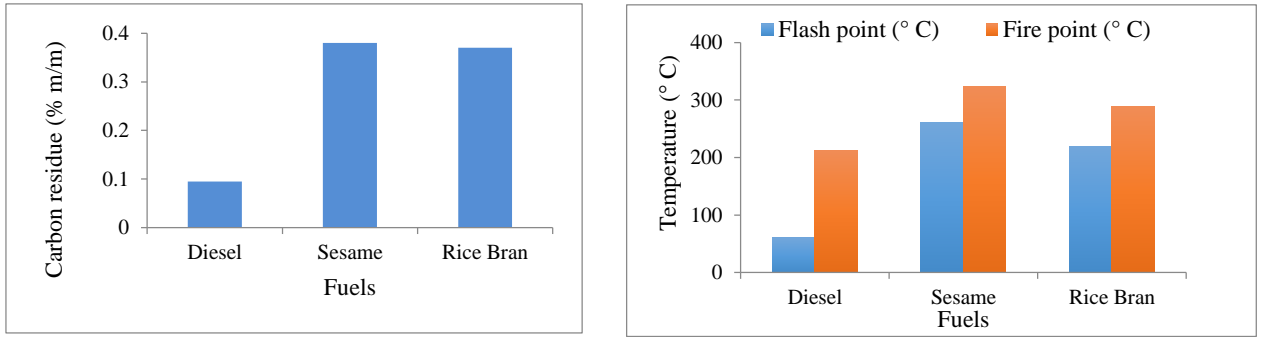 Carbon residue (% m/m)
0.4
0.3
0.2
0.1
0
Diesel Sesame Rice Bran
Fuels
Flash point (° C) Fire point (° C)
Temperature (° C)
400
300
200
100
0
Diesel Sesame Rice Bran
Fuels